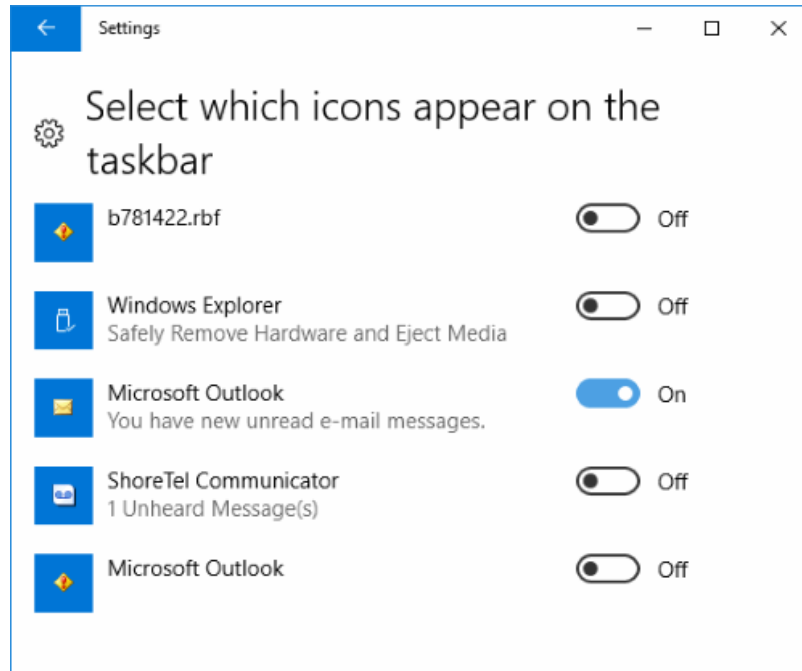 Settings
Select which icons appear on the
taskbar
b781422.rbf
Off
Windows Explorer
Safely Remove Hardware and Eject Media
Off
Microsoft Outlook
You have new unread e-mail messages.
On
ShoreTel Communicator
1 Unheard Message(s)
Off
Microsoft Outlook
Off